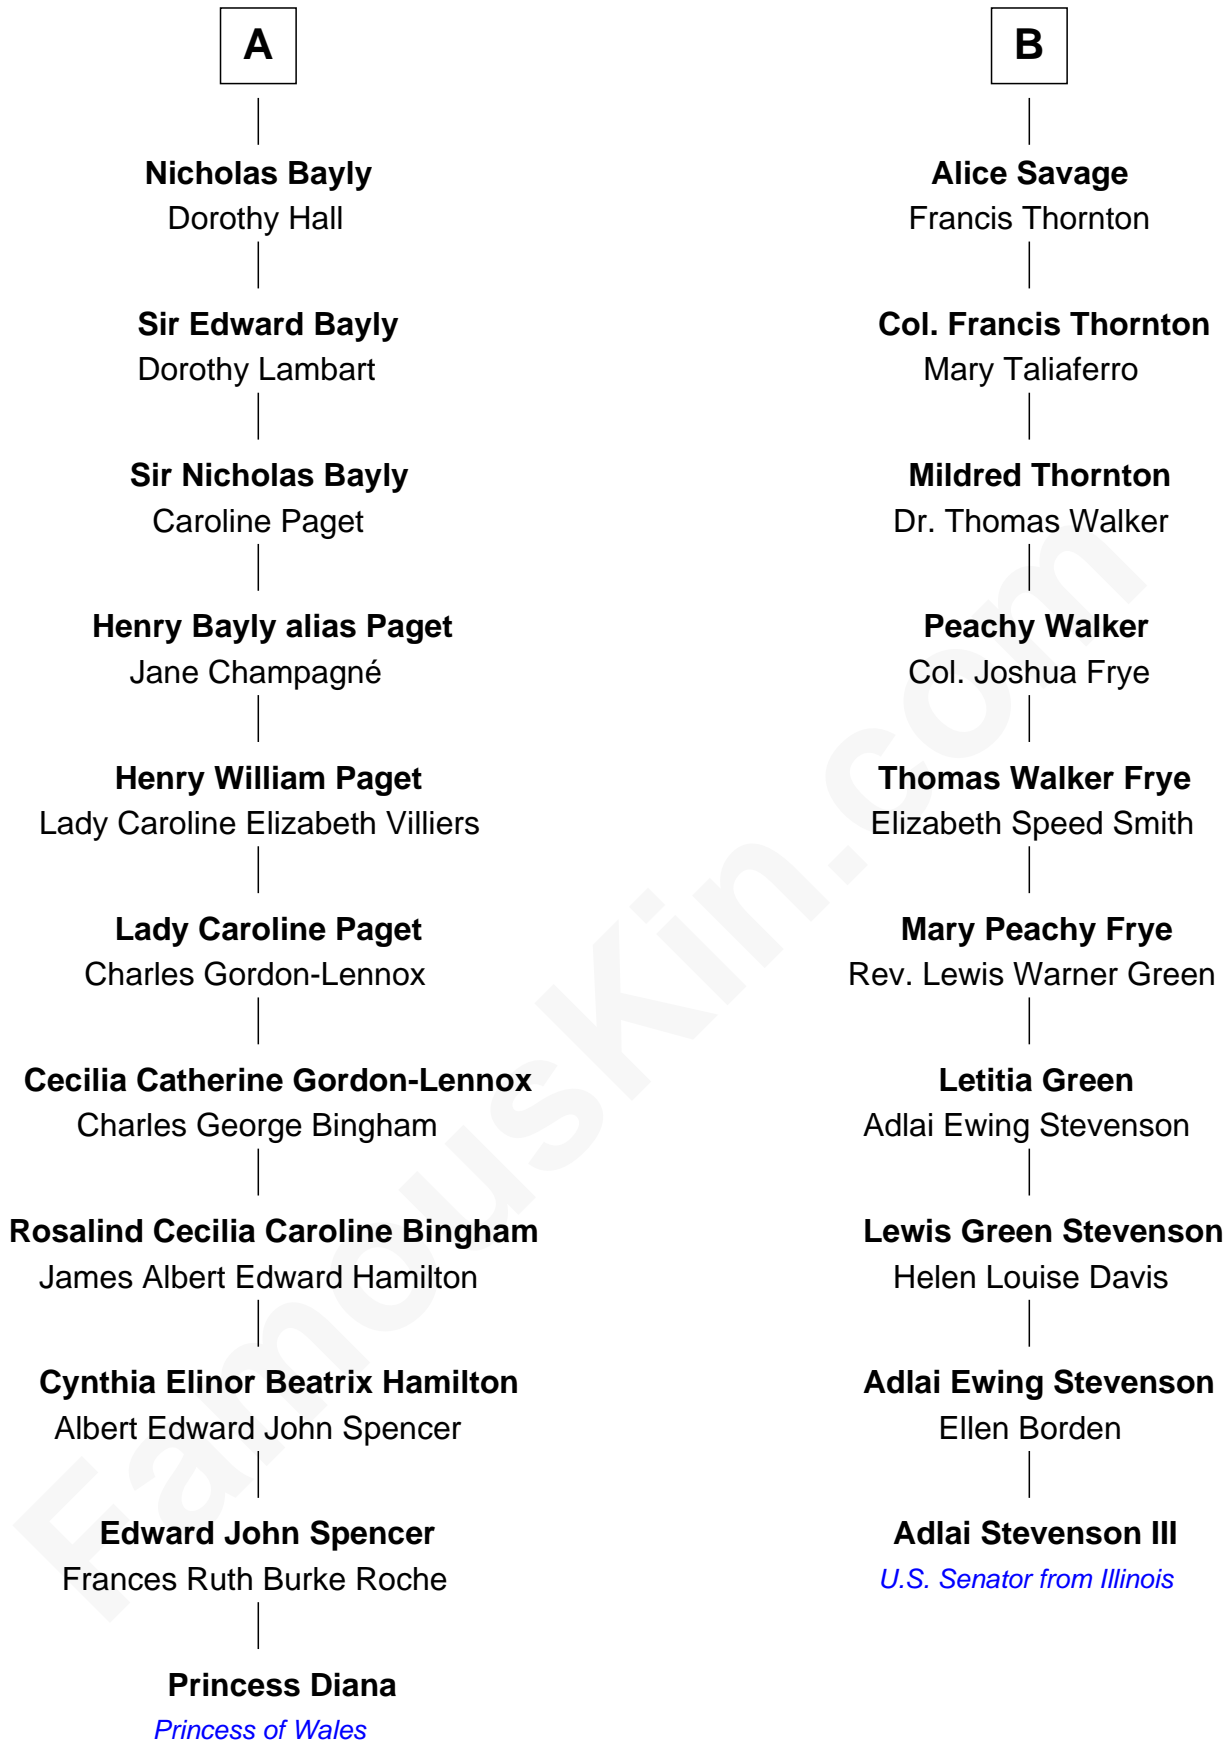 A
Nicholas Bayly
Dorothy Hall
Sir Edward Bayly
Dorothy Lambart
Sir Nicholas Bayly
Caroline Paget
Henry Bayly alias Paget
Jane Champagné
Henry William Paget
Lady Caroline Elizabeth Villiers
Lady Caroline Paget
Charles Gordon-Lennox
Cecilia Catherine Gordon-Lennox
Charles George Bingham
Rosalind Cecilia Caroline Bingham
James Albert Edward Hamilton
Cynthia Elinor Beatrix Hamilton
Albert Edward John Spencer
Edward John Spencer
Frances Ruth Burke Roche
Princess Diana
Princess of Wales
B
Alice Savage
Francis Thornton
Col. Francis Thornton
Mary Taliaferro
Mildred Thornton
Dr. Thomas Walker
Peachy Walker
Col. Joshua Frye
Thomas Walker Frye
Elizabeth Speed Smith
Mary Peachy Frye
Rev. Lewis Warner Green
Letitia Green
Adlai Ewing Stevenson
Lewis Green Stevenson
Helen Louise Davis
Adlai Ewing Stevenson
Ellen Borden
Adlai Stevenson III
U.S. Senator from Illinois
FamousKin.com